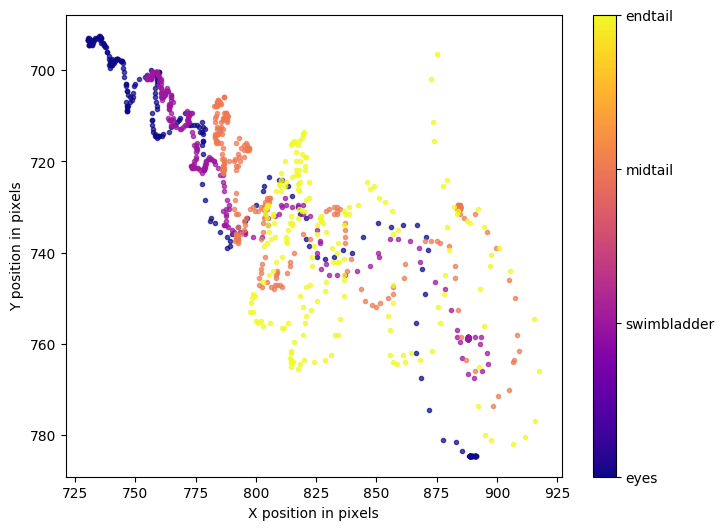 endtail
700
720
midtail
Y position in pixels
740
swimbladder
760
780
eyes
725 750 775 800 825 850 875 900 925
X position in pixels